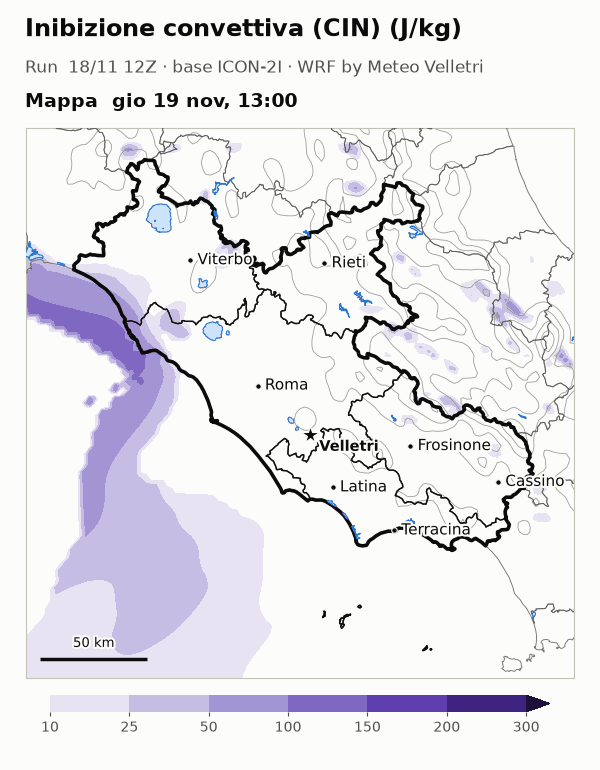 Inibizione convettiva (CIN) (J/kg)
Run  18/11 12Z · base ICON-2I · WRF by Meteo Velletri
Mappa  gio 19 nov, 13:00
Viterbo
Rieti
Roma
Velletri
Frosinone
Latina
Cassino
Terracina
50 km
10 25 50 100 150 200 300